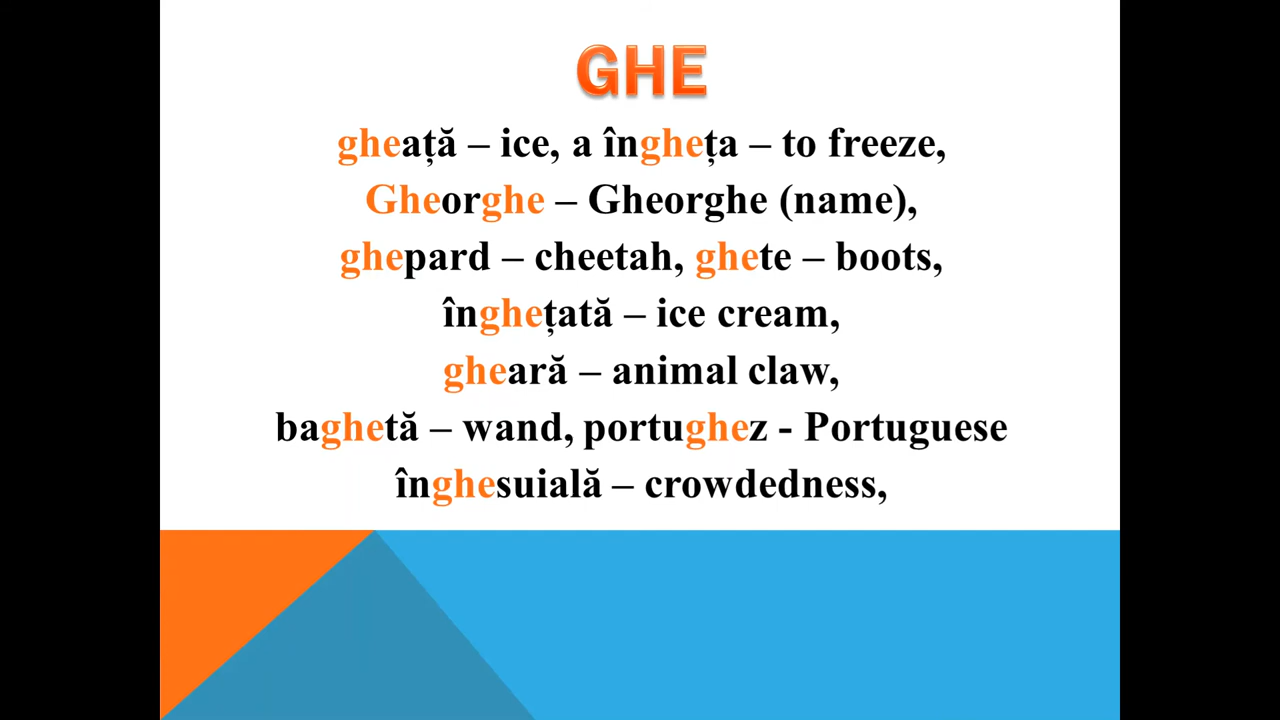 GHE
gheață – ice, a îngheța – to freeze,
Gheorghe – Gheorghe (name),
ghepard – cheetah, ghete – boots,
înghețată – ice cream,
gheară – animal claw,
baghetă – wand, portughez - Portuguese
înghesuială – crowdedness,